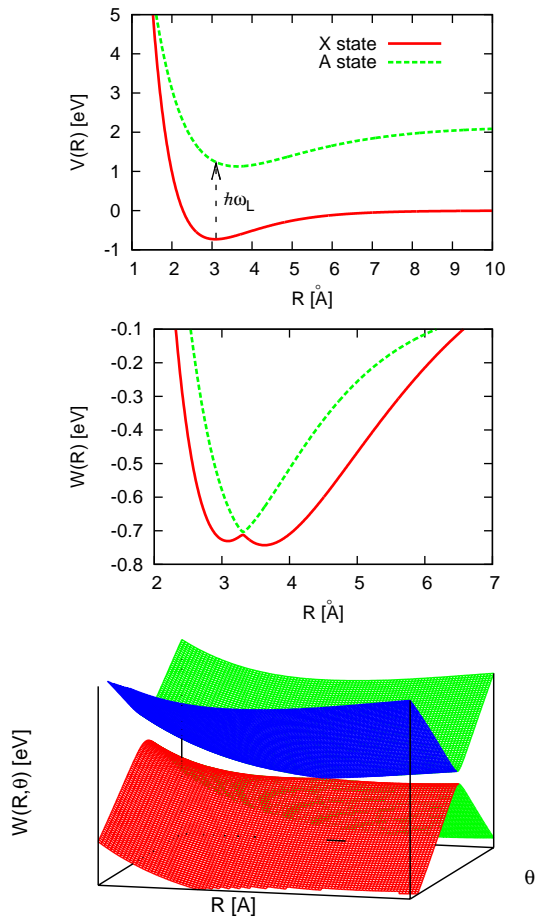 5
4
3
2
1
0
-1
V(R) [eV]
X state
A state
ℏω_L
1 2 3 4 5 6 7 8 9 10
R [Å]
-0.1
-0.2
-0.3
-0.4
-0.5
-0.6
-0.7
-0.8
W(R) [eV]
2 3 4 5 6 7
R [Å]
W(R,θ) [eV]
θ
R [A]